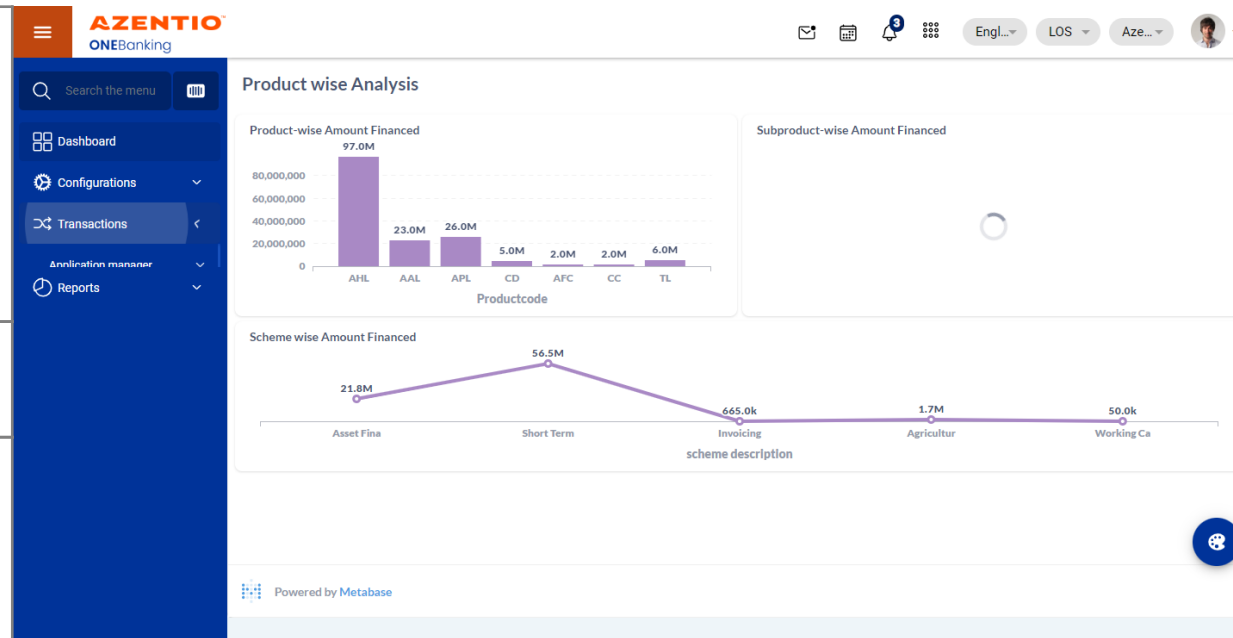 AZENTIO
ONEBanking
3
Engl...
LOS
Aze...
Search the menu
Dashboard
Configurations
Transactions
Application manager
Reports
Product wise Analysis
Product-wise Amount Financed
97.0M
80,000,000
60,000,000
40,000,000
20,000,000
0
23.0M
26.0M
5.0M
2.0M
2.0M
6.0M
AHL
AAL
APL
CD
AFC
CC
TL
Productcode
Subproduct-wise Amount Financed
Scheme wise Amount Financed
21.8M
56.5M
665.0k
1.7M
50.0k
Asset Fina
Short Term
Invoicing
Agricultur
Working Ca
scheme description
Powered by Metabase